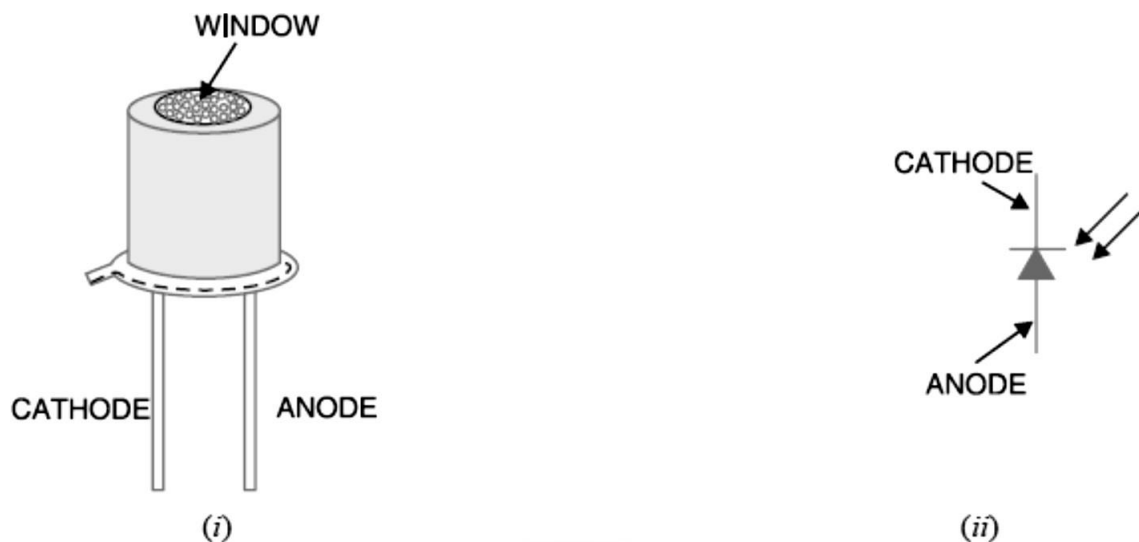 WINDOW
CATHODE
ANODE
(i)
CATHODE
ANODE
(ii)